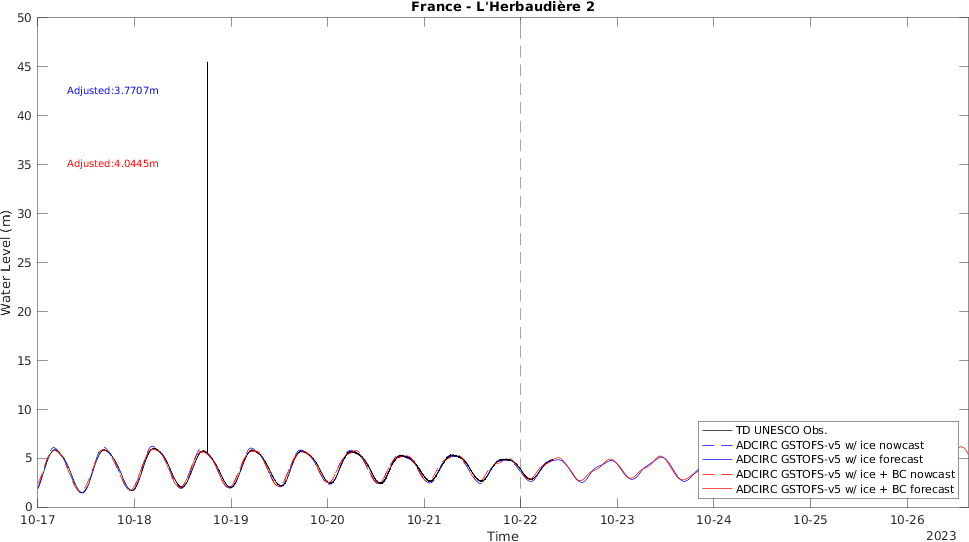 France - L'Herbaudière 2
50
45
40
35
30
25
20
15
10
5
0
Water Level (m)
Adjusted:3.7707m
Adjusted:4.0445m
TD UNESCO Obs.
ADCIRC GSTOFS-v5 w/ ice nowcast
ADCIRC GSTOFS-v5 w/ ice forecast
ADCIRC GSTOFS-v5 w/ ice + BC nowcast
ADCIRC GSTOFS-v5 w/ ice + BC forecast
10-17 10-18 10-19 10-20 10-21 10-22 10-23 10-24 10-25 10-26
Time
2023